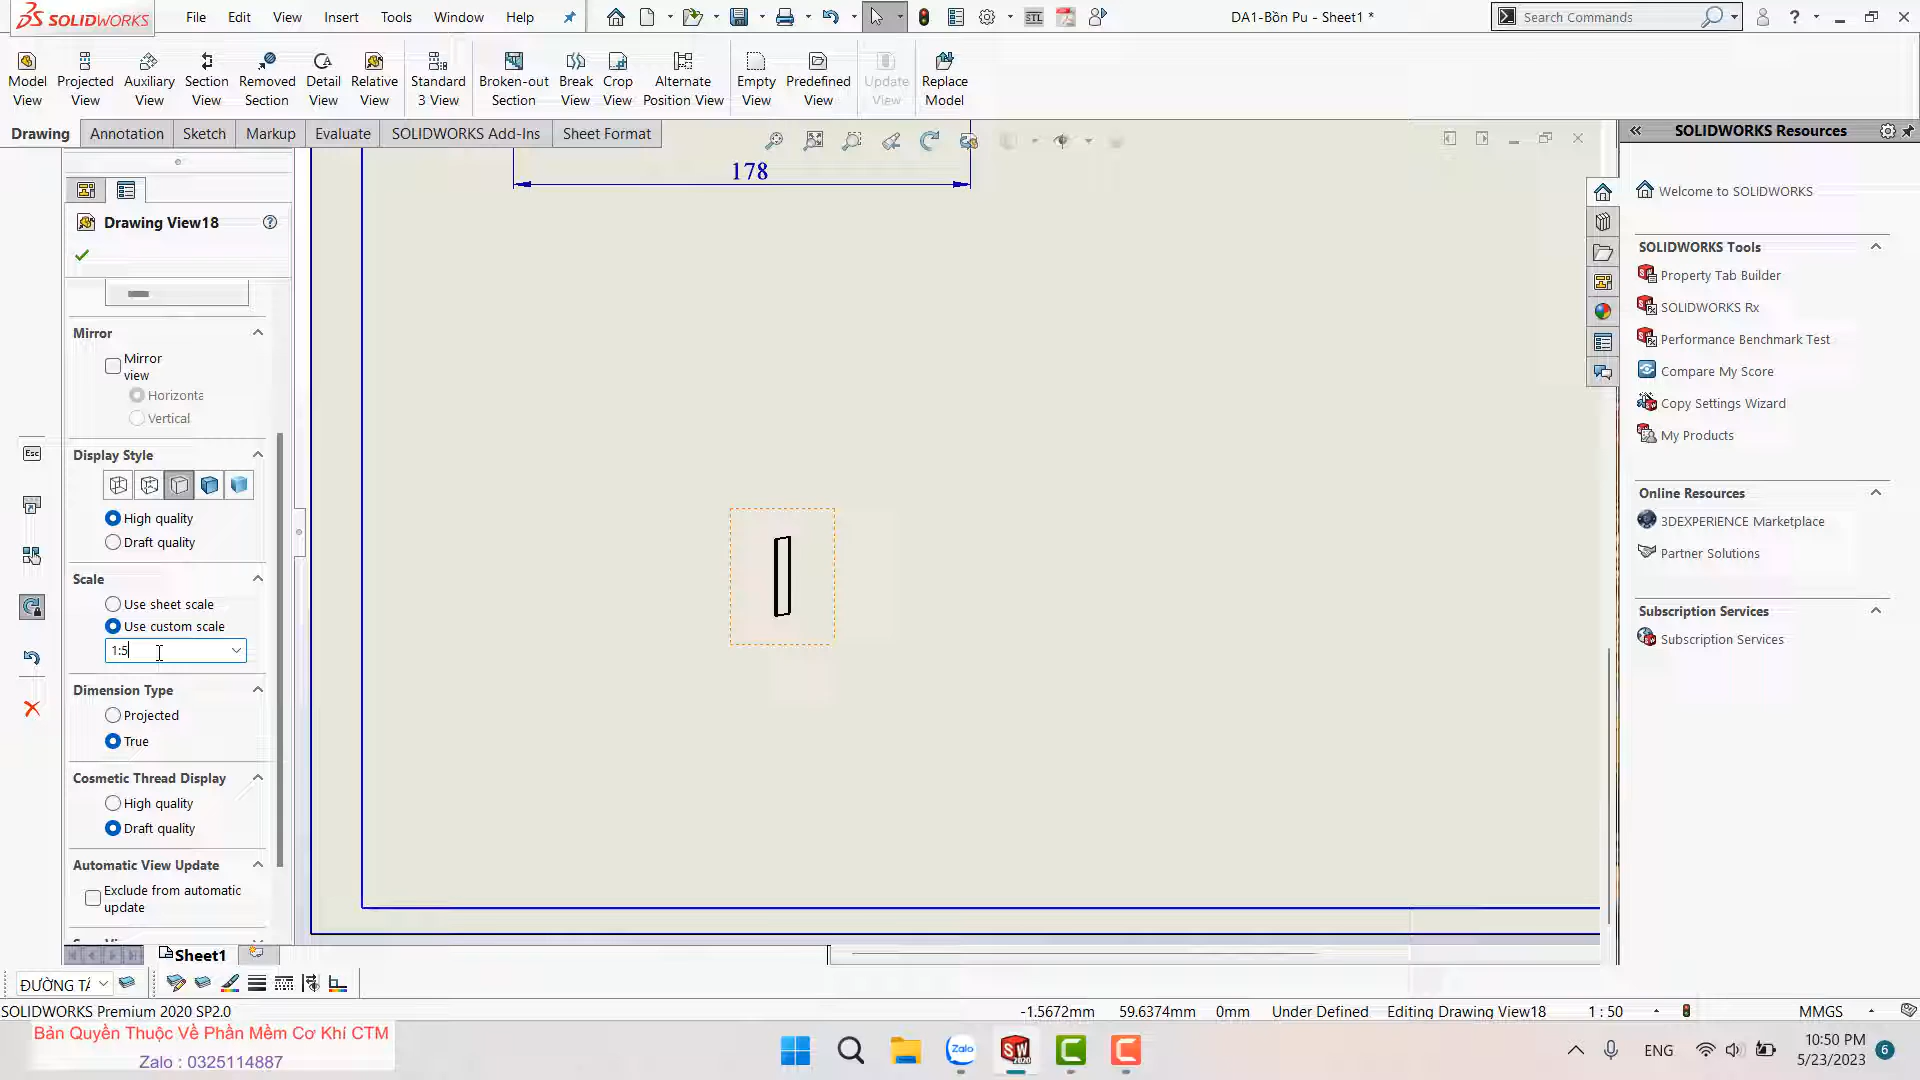 SOLIDWORKS
File Edit View Insert Tools Window Help
STL
DA1-Bồn Pu - Sheet1 *
Search Commands
Model View
Projected View
Auxiliary View
Section View
Removed Section
Detail View
Relative View
Standard 3 View
Broken-out Section
Break View
Crop View
Alternate Position View
Empty View
Predefined View
Update View
Replace Model
Drawing Annotation Sketch Markup Evaluate SOLIDWORKS Add-Ins Sheet Format
SOLIDWORKS Resources
178
Drawing View18
Mirror
Mirror view
Horizonta
Vertical
Display Style
High quality
Draft quality
Scale
Use sheet scale
Use custom scale
1:5
Dimension Type
Projected
True
Cosmetic Thread Display
High quality
Draft quality
Automatic View Update
Exclude from automatic update
Esc
Welcome to SOLIDWORKS
SOLIDWORKS Tools
Property Tab Builder
SOLIDWORKS Rx
Performance Benchmark Test
Compare My Score
Copy Settings Wizard
My Products
Online Resources
3DEXPERIENCE Marketplace
Partner Solutions
Subscription Services
Subscription Services
Sheet1
ĐƯỜNG TÂ
SOLIDWORKS Premium 2020 SP2.0
-1.5672mm 59.6374mm 0mm Under Defined Editing Drawing View18 1 : 50 MMGS
Bản Quyền Thuộc Về Phần Mềm Cơ Khí CTM
Zalo : 0325114887
Zalo
SW 2020
ENG
10:50 PM
5/23/2023
6